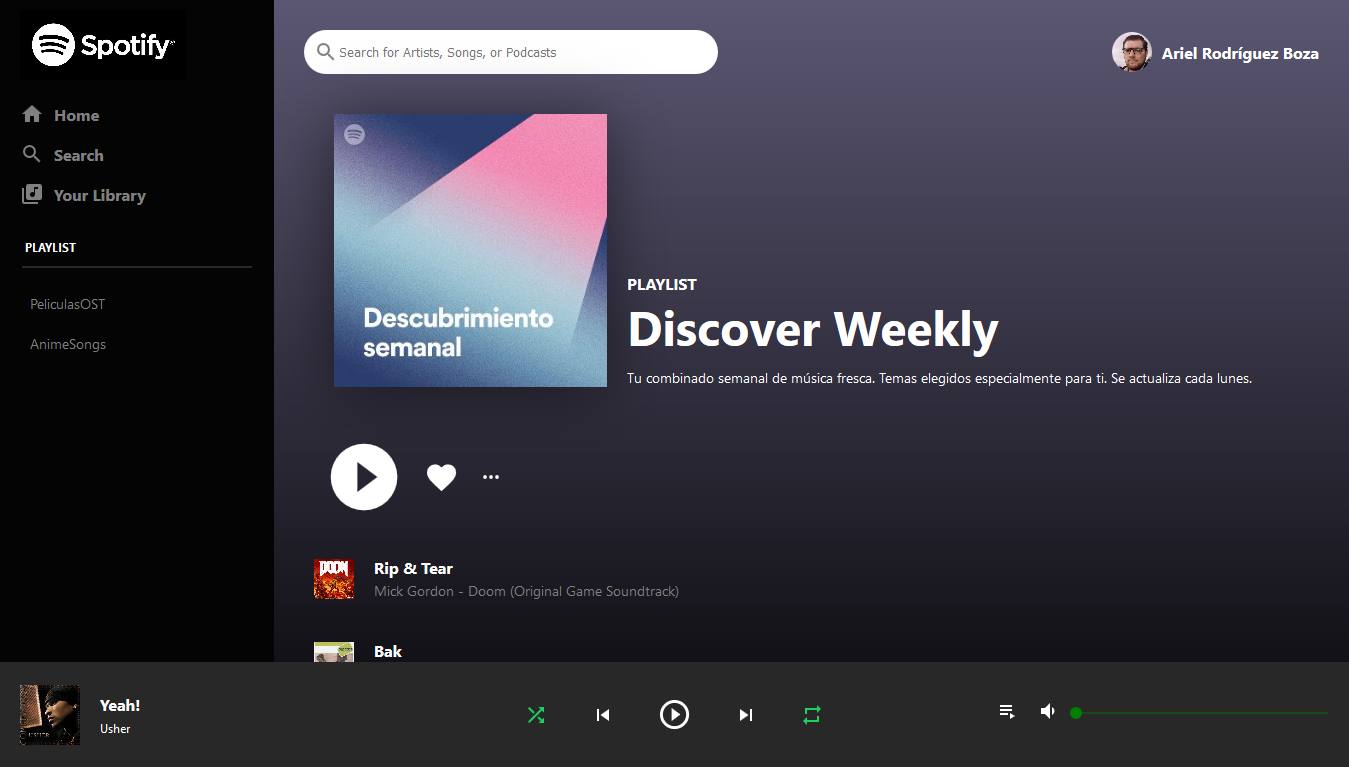 Spotify
Home
Search
Your Library
PLAYLIST
PeliculasOST
AnimeSongs
Search for Artists, Songs, or Podcasts
Ariel Rodríguez Boza
Descubrimiento
semanal
PLAYLIST
Discover Weekly
Tu combinado semanal de música fresca. Temas elegidos especialmente para ti. Se actualiza cada lunes.
Rip & Tear
Mick Gordon - Doom (Original Game Soundtrack)
DOOM
Bak
Yeah!
Usher
USHER